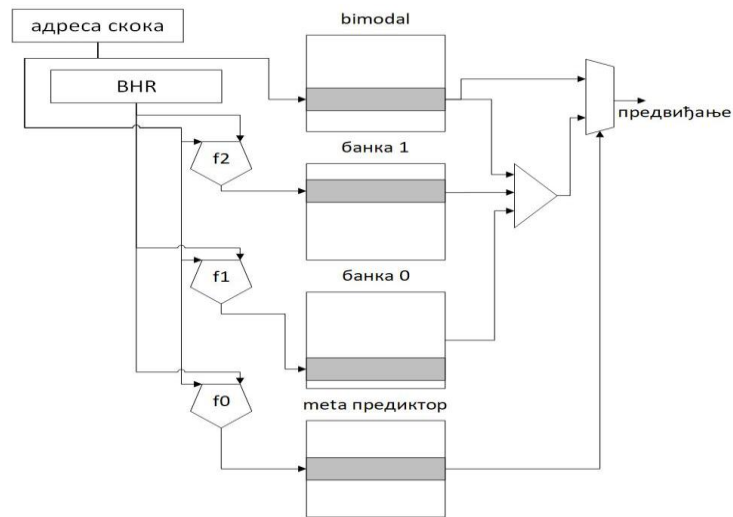 адреса скока
bimodal
BHR
предвиђање
f2
банка 1
f1
банка 0
f0
meta предиктор